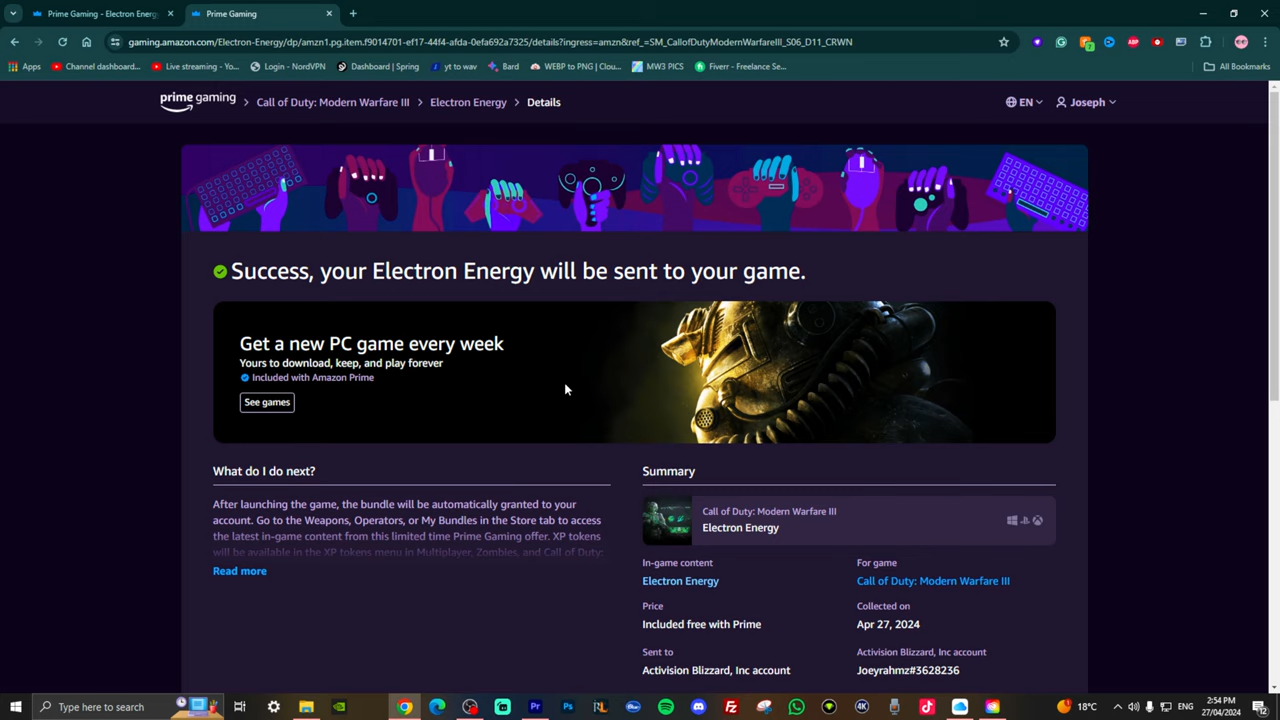 Prime Gaming - Electron Energ
Prime Gaming
gaming.amazon.com/Electron-Energy/dp/amzn1.pg.item.f9014701-ef17-44f4-afda-0efa692a7325/details?ingress=amzn&ref_=SM_CallofDutyModernWarfareIII_S06_D11_CRWN
Apps
Channel dashboard...
Live streaming - Yo...
Login - NordVPN
Dashboard | Spring
yt to wav
Bard
WEBP to PNG | Clou...
MW3 PICS
Fiverr - Freelance Se...
All Bookmarks
prime gaming > Call of Duty: Modern Warfare III > Electron Energy > Details
EN
Joseph
Success, your Electron Energy will be sent to your game.
Get a new PC game every week
Yours to download, keep, and play forever
Included with Amazon Prime
See games
What do I do next?
After launching the game, the bundle will be automatically granted to your
account. Go to the Weapons, Operators, or My Bundles in the Store tab to access
the latest in-game content from this limited time Prime Gaming offer. XP tokens
will be available in the XP tokens menu in Multiplayer, Zombies, and Call of Duty:
Read more
Summary
Call of Duty: Modern Warfare III
Electron Energy
In-game content
Electron Energy
For game
Call of Duty: Modern Warfare III
Price
Included free with Prime
Collected on
Apr 27, 2024
Sent to
Activision Blizzard, Inc account
Activision Blizzard, Inc account
Joeyrahmz#3628236
Type here to search
18°C
ENG
2:54 PM
27/04/2024